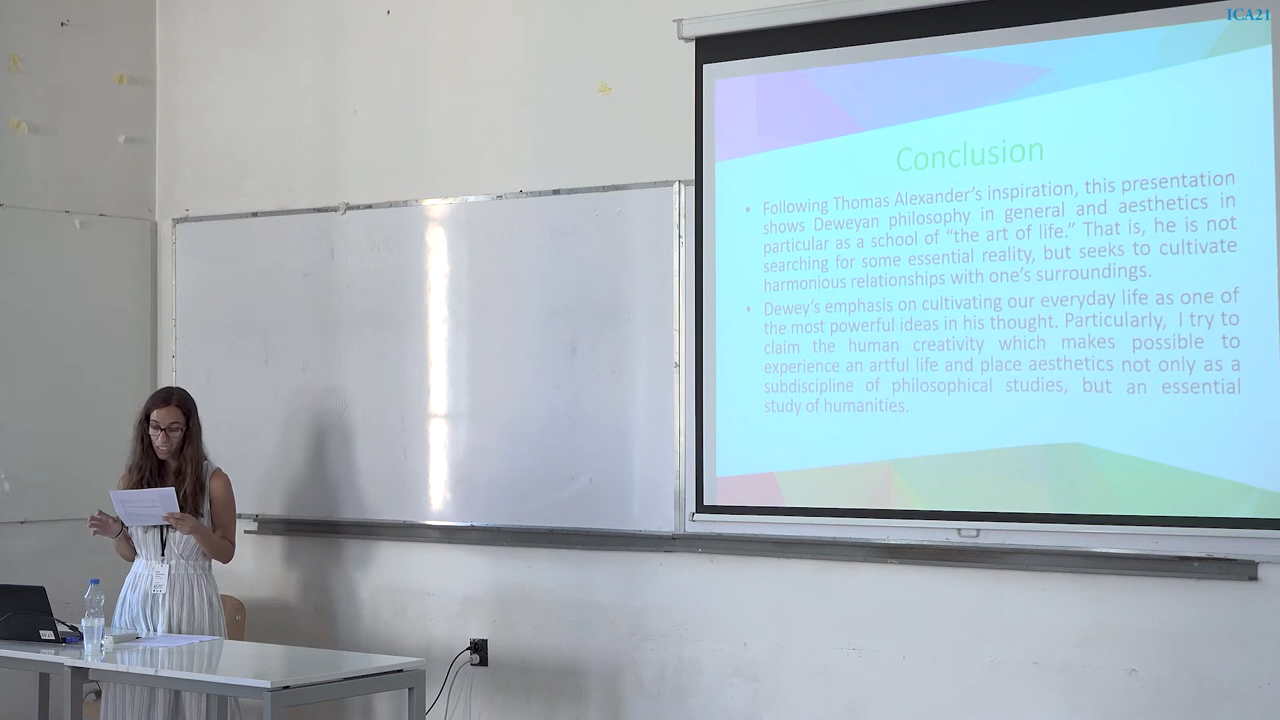 ICA21
Conclusion
• Following Thomas Alexander's inspiration, this presentation
shows Deweyan philosophy in general and aesthetics in
particular as a school of “the art of life.” That is, he is not
searching for some essential reality, but seeks to cultivate
harmonious relationships with one's surroundings.
• Dewey's emphasis on cultivating our everyday life as one of
the most powerful ideas in his thought. Particularly, I try to
claim the human creativity which makes possible to
experience an artful life and place aesthetics not only as a
subdiscipline of philosophical studies, but an essential
study of humanities.